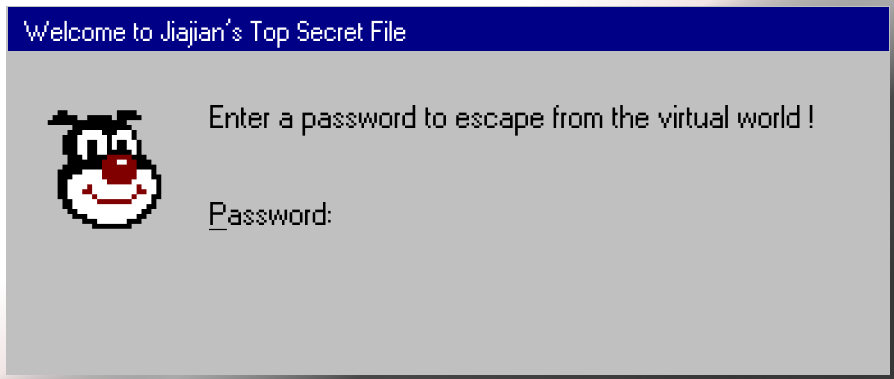 Welcome to Jiajian's Top Secret File
Enter a password to escape from the virtual world !
Password: